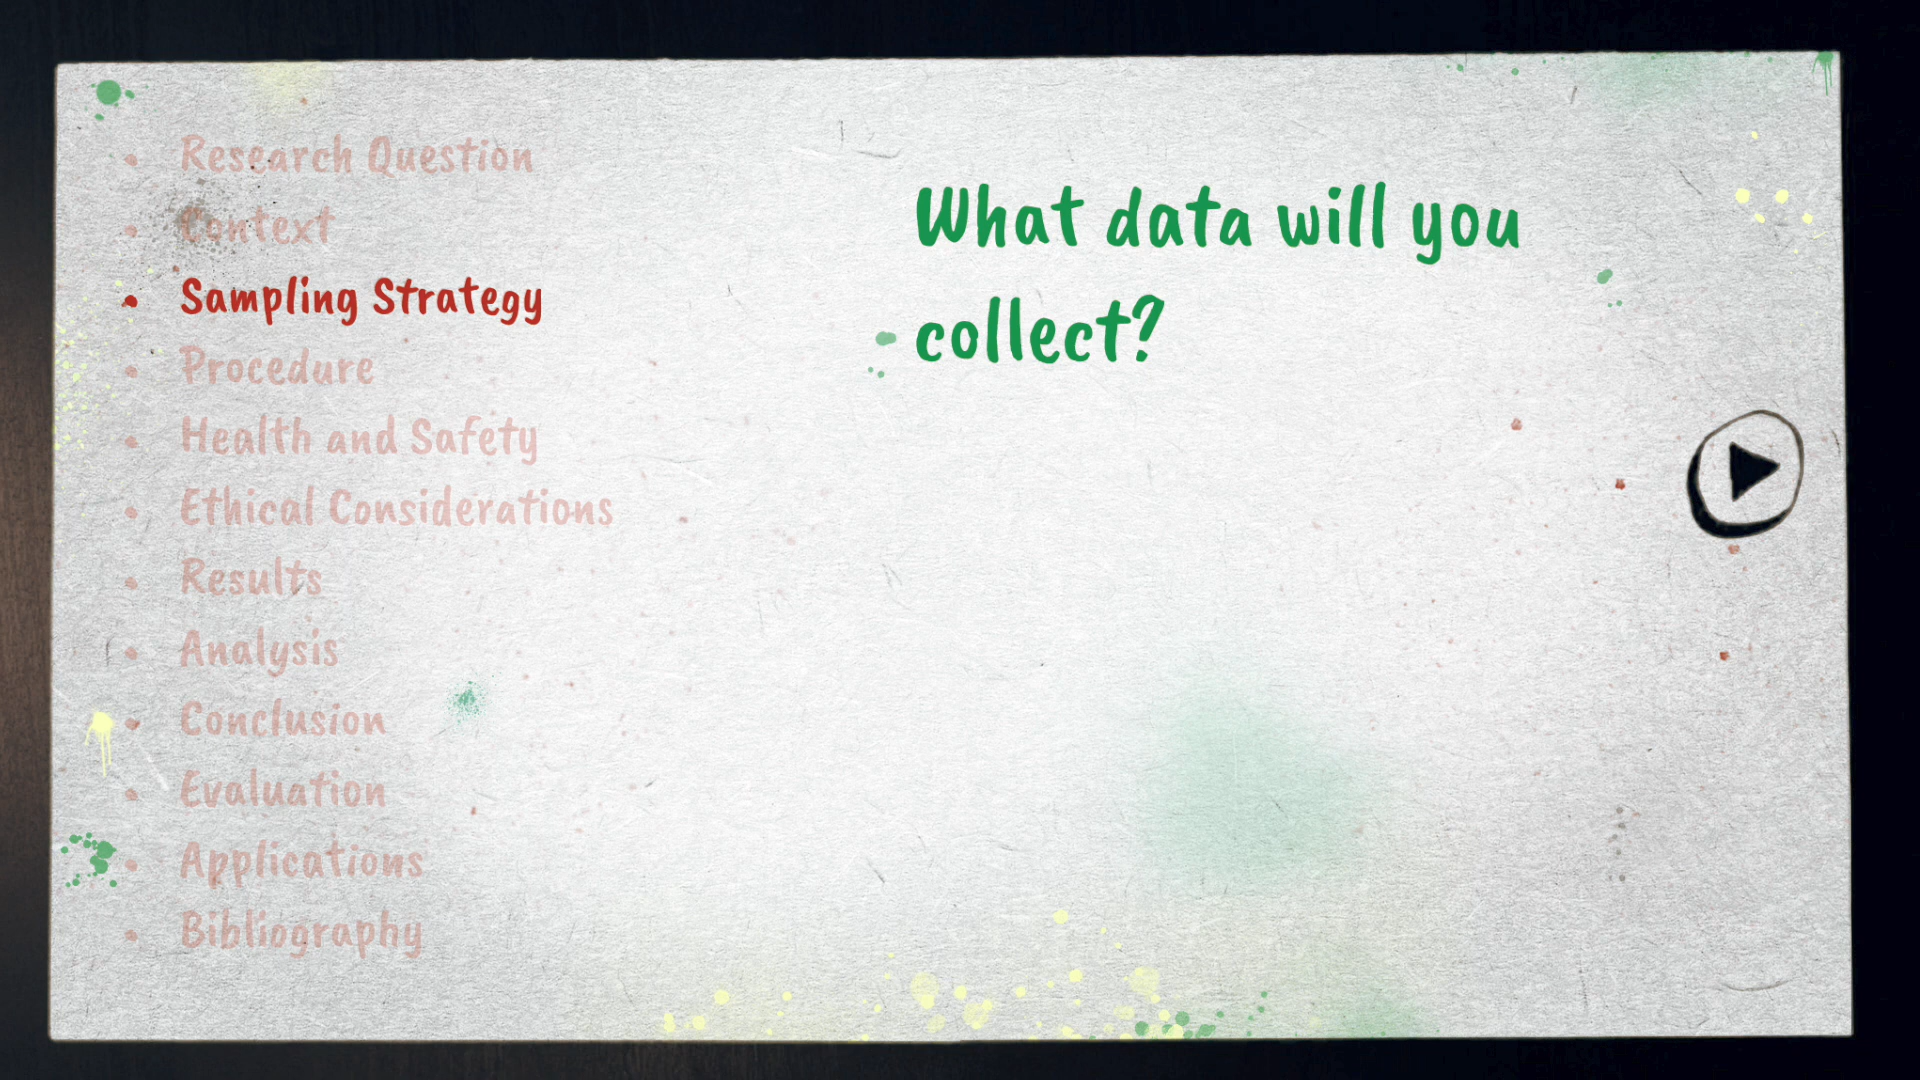 Research Question
Context
Sampling Strategy
Procedure
Health and Safety
Ethical Considerations
Results
Analysis
Conclusion
Evaluation
Applications
Bibliography
What data will you
collect?